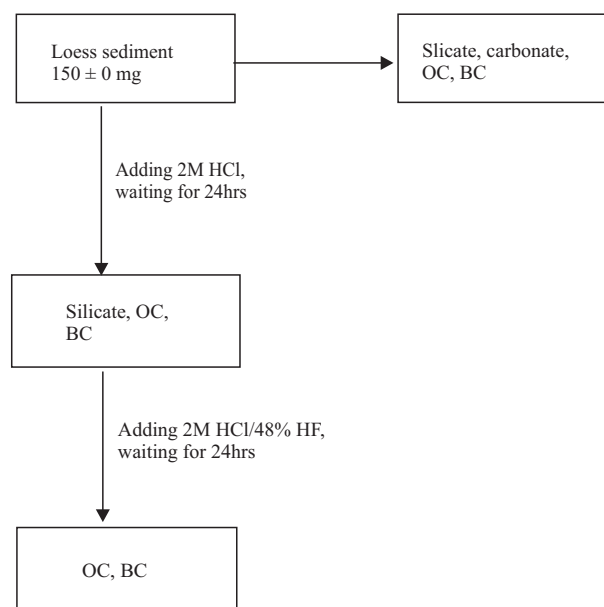 Loess sediment
150 ± 0 mg
Slicate, carbonate,
OC, BC
Adding 2M HCl,
waiting for 24hrs
Silicate, OC,
BC
Adding 2M HCl/48% HF,
waiting for 24hrs
OC, BC